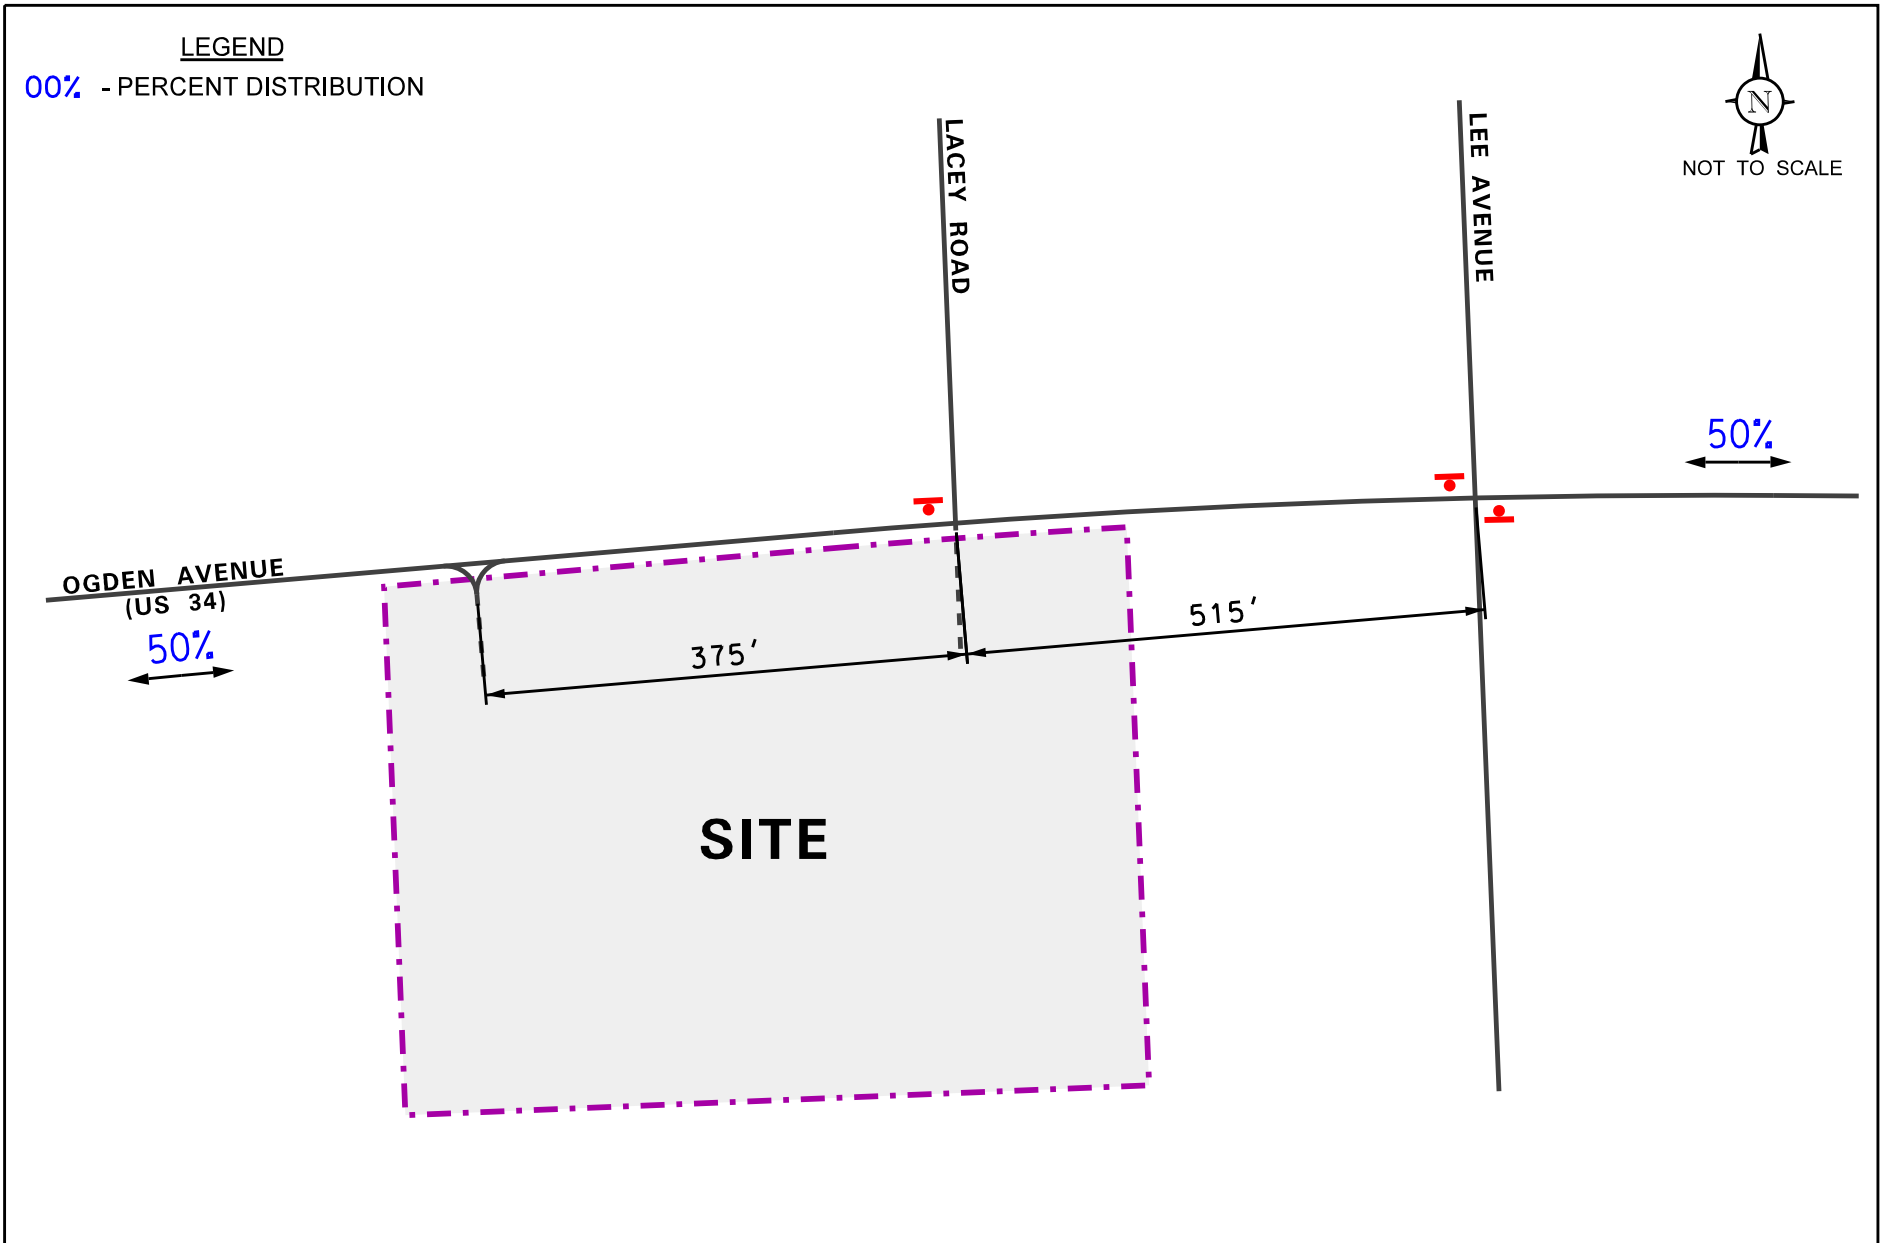 LEGEND
00% - PERCENT DISTRIBUTION
N
NOT TO SCALE
LACEY ROAD
LEE AVENUE
50%
OGDEN AVENUE
(US 34)
50%
375'
515'
SITE